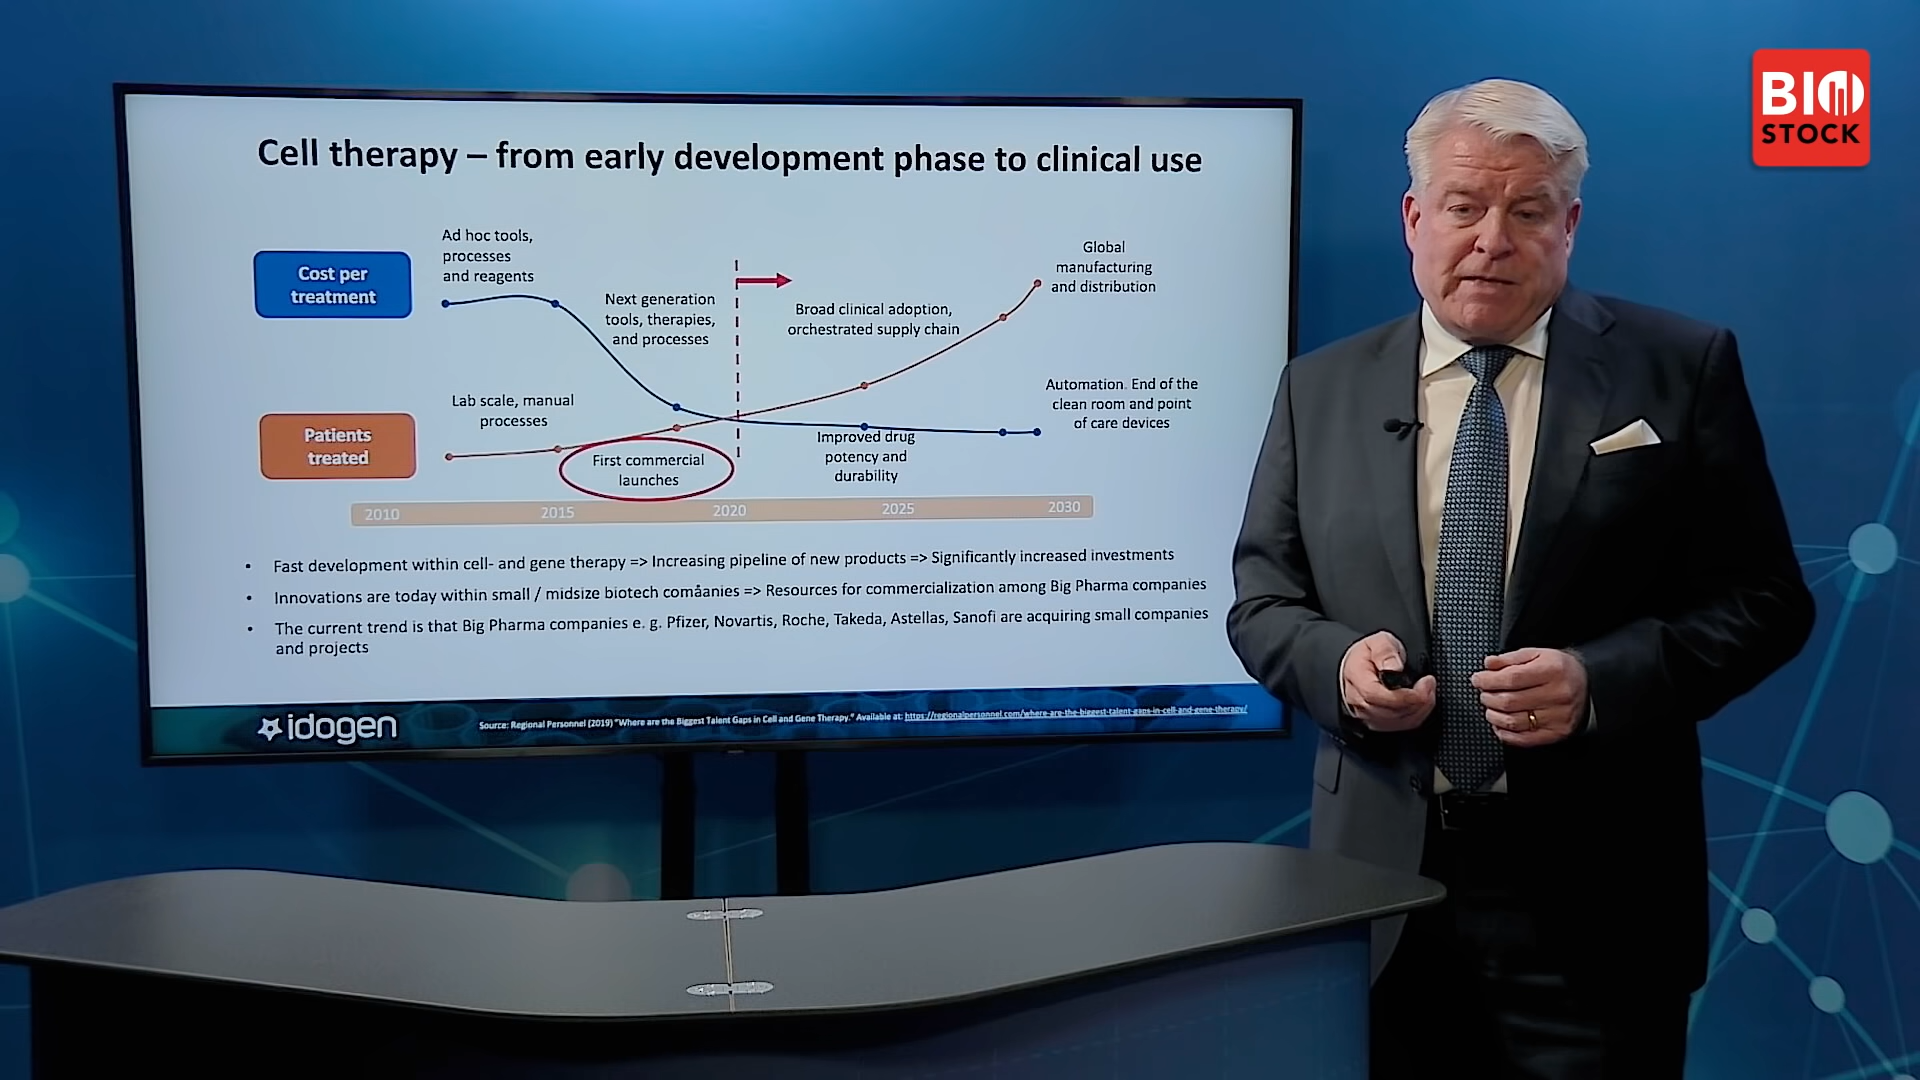 BIO
STOCK
Cell therapy – from early development phase to clinical use
Cost per
treatment
Ad hoc tools,
processes
and reagents
Next generation
tools, therapies,
and processes
Broad clinical adoption,
orchestrated supply chain
Global
manufacturing
and distribution
Patients
treated
Lab scale, manual
processes
First commercial
launches
Improved drug
potency and
durability
Automation. End of the
clean room and point
of care devices
2010 2015 2020 2025 2030
• Fast development within cell- and gene therapy => Increasing pipeline of new products => Significantly increased investments
• Innovations are today within small / midsize biotech comåanies => Resources for commercialization among Big Pharma companies
• The current trend is that Big Pharma companies e. g. Pfizer, Novartis, Roche, Takeda, Astellas, Sanofi are acquiring small companies
and projects
idogen
Source: Regional Personnel (2019) "Where are the Biggest Talent Gaps in Cell and Gene Therapy." Available at: https://regionalpersonnel.com/where-are-the-biggest-talent-gaps-in-cell-and-gene-therapy/